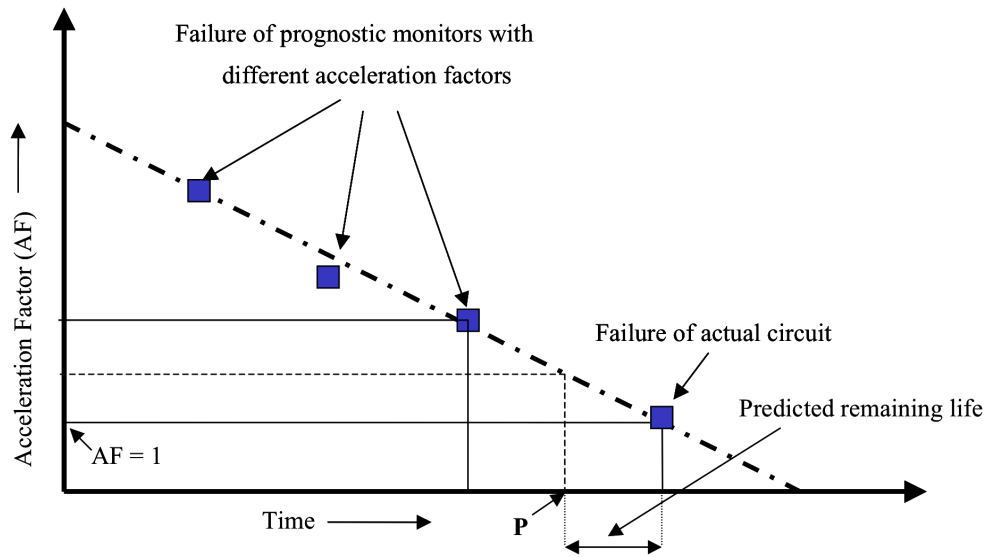 Failure of prognostic monitors with
different acceleration factors
Acceleration Factor (AF)
Failure of actual circuit
Predicted remaining life
AF = 1
Time
P